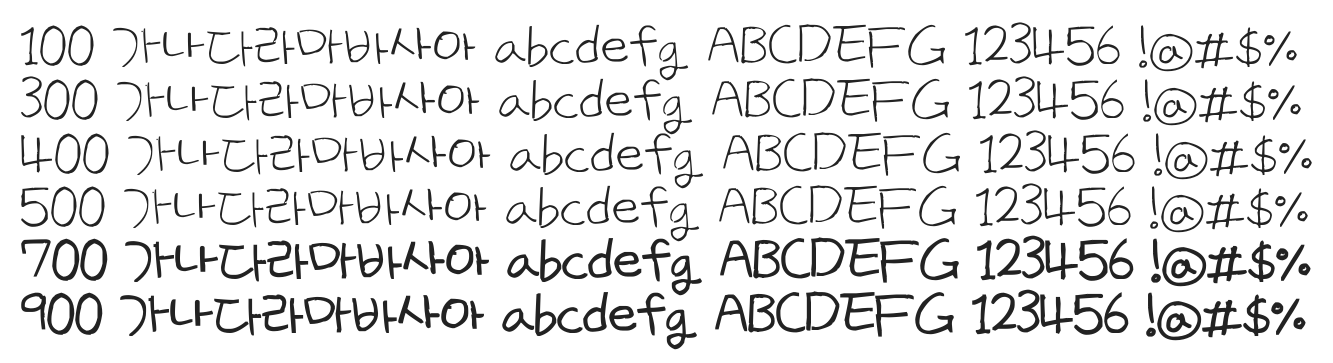 100 가나다라마바사아 abcdefg ABCDEFG 123456 !@#$%
300 가나다라마바사아 abcdefg ABCDEFG 123456 !@#$%
400 가나다라마바사아 abcdefg ABCDEFG 123456 !@#$%
500 가나다라마바사아 abcdefg ABCDEFG 123456 !@#$%
700 가나다라마바사아 abcdefg ABCDEFG 123456 !@#$%
900 가나다라마바사아 abcdefg ABCDEFG 123456 !@#$%